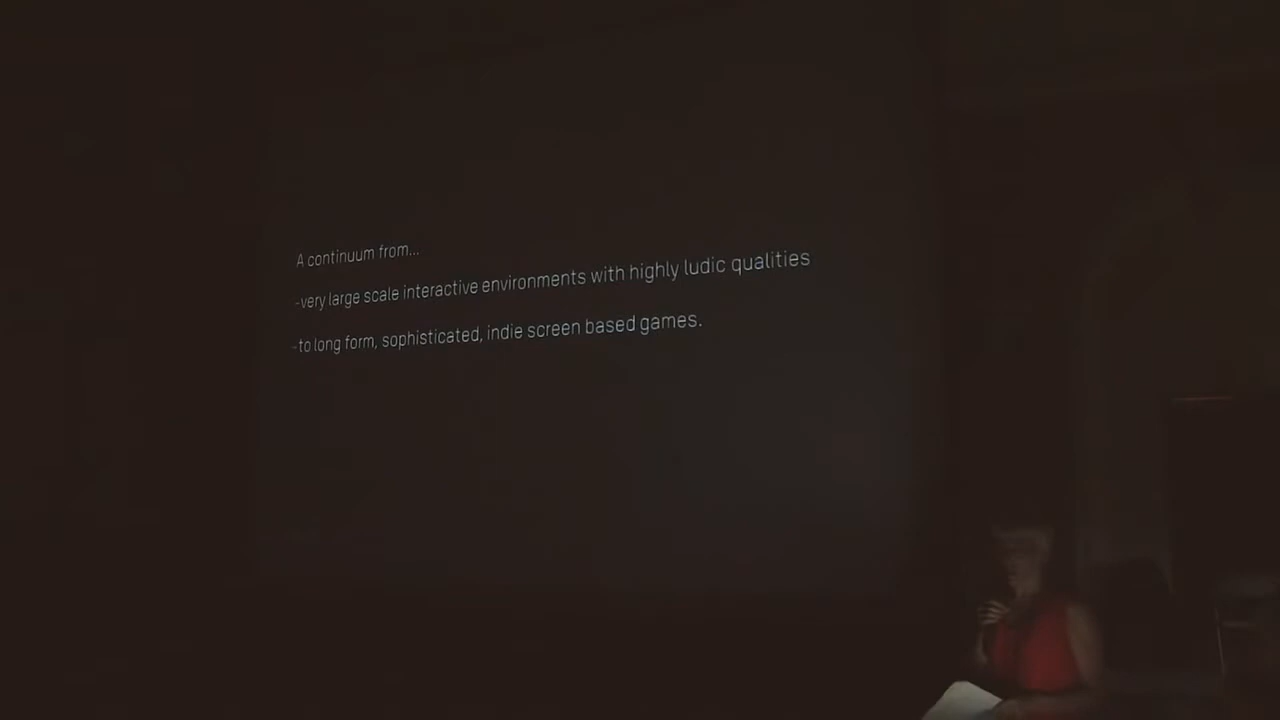 A continuum from...
-very large scale interactive environments with highly ludic qualities
-to long form, sophisticated, indie screen based games.